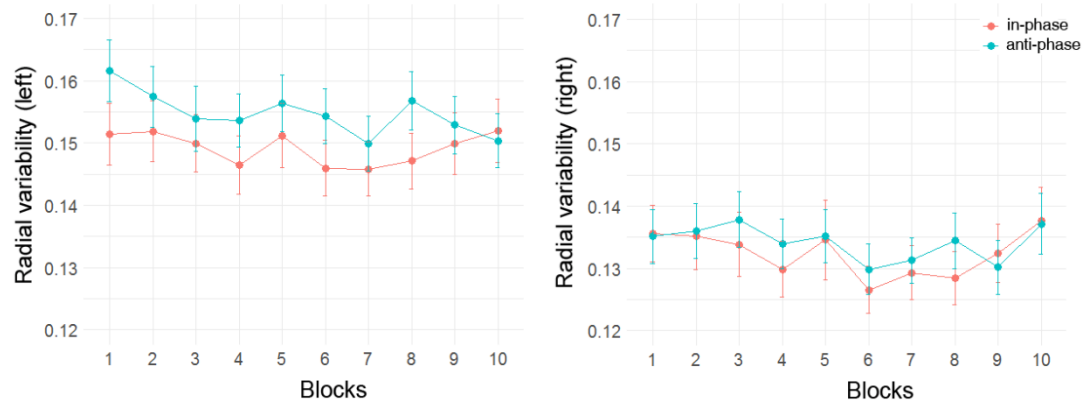 Radial variability (left)
0.17
0.16
0.15
0.14
0.13
0.12
1 2 3 4 5 6 7 8 9 10
Blocks
Radial variability (right)
0.17
0.16
0.15
0.14
0.13
0.12
1 2 3 4 5 6 7 8 9 10
Blocks
in-phase
anti-phase